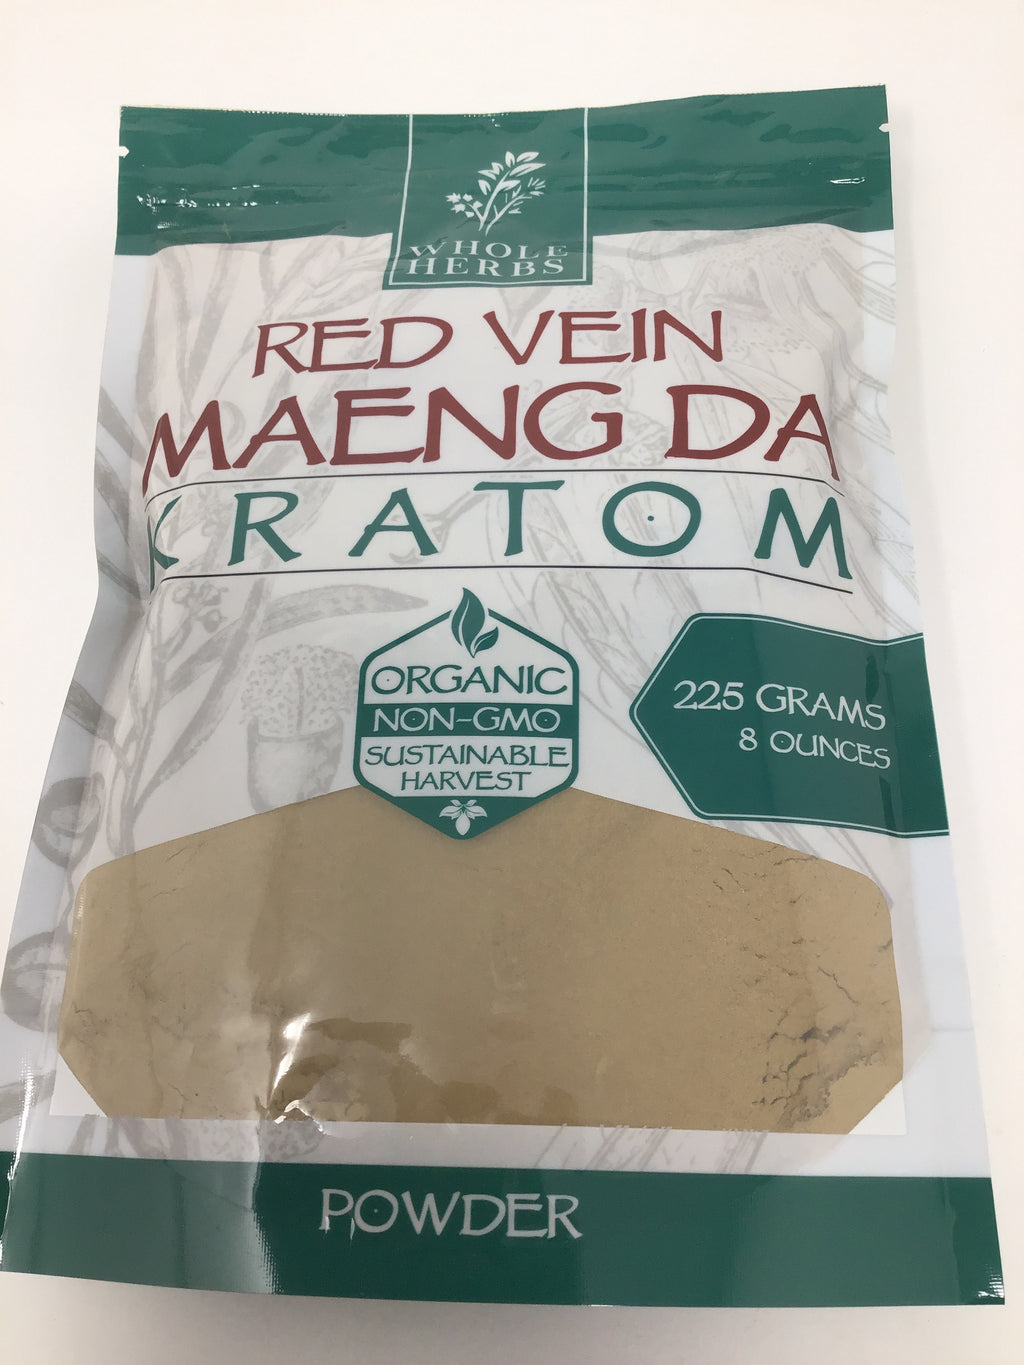 WHOLE
HERBS
RED VEIN
MAENG DA
KRATOM
ORGANIC
NON-GMO
SUSTAINABLE
HARVEST
225 GRAMS
8 OUNCES
POWDER